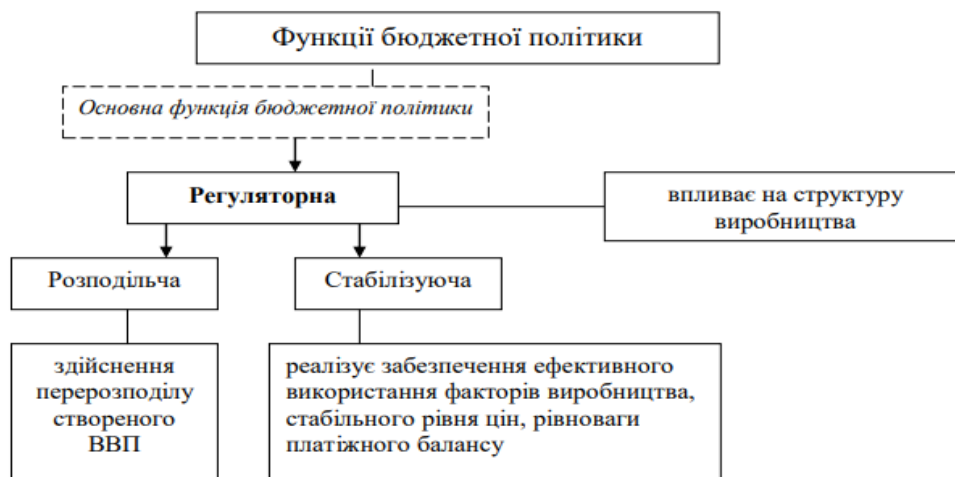 Функції бюджетної політики
Основна функція бюджетної політики
Регуляторна
впливає на структуру
виробництва
Розподільча
Стабілізуюча
здійснення
перерозподілу
створеного
ВВП
реалізує забезпечення ефективного
використання факторів виробництва,
стабільного рівня цін, рівноваги
платіжного балансу